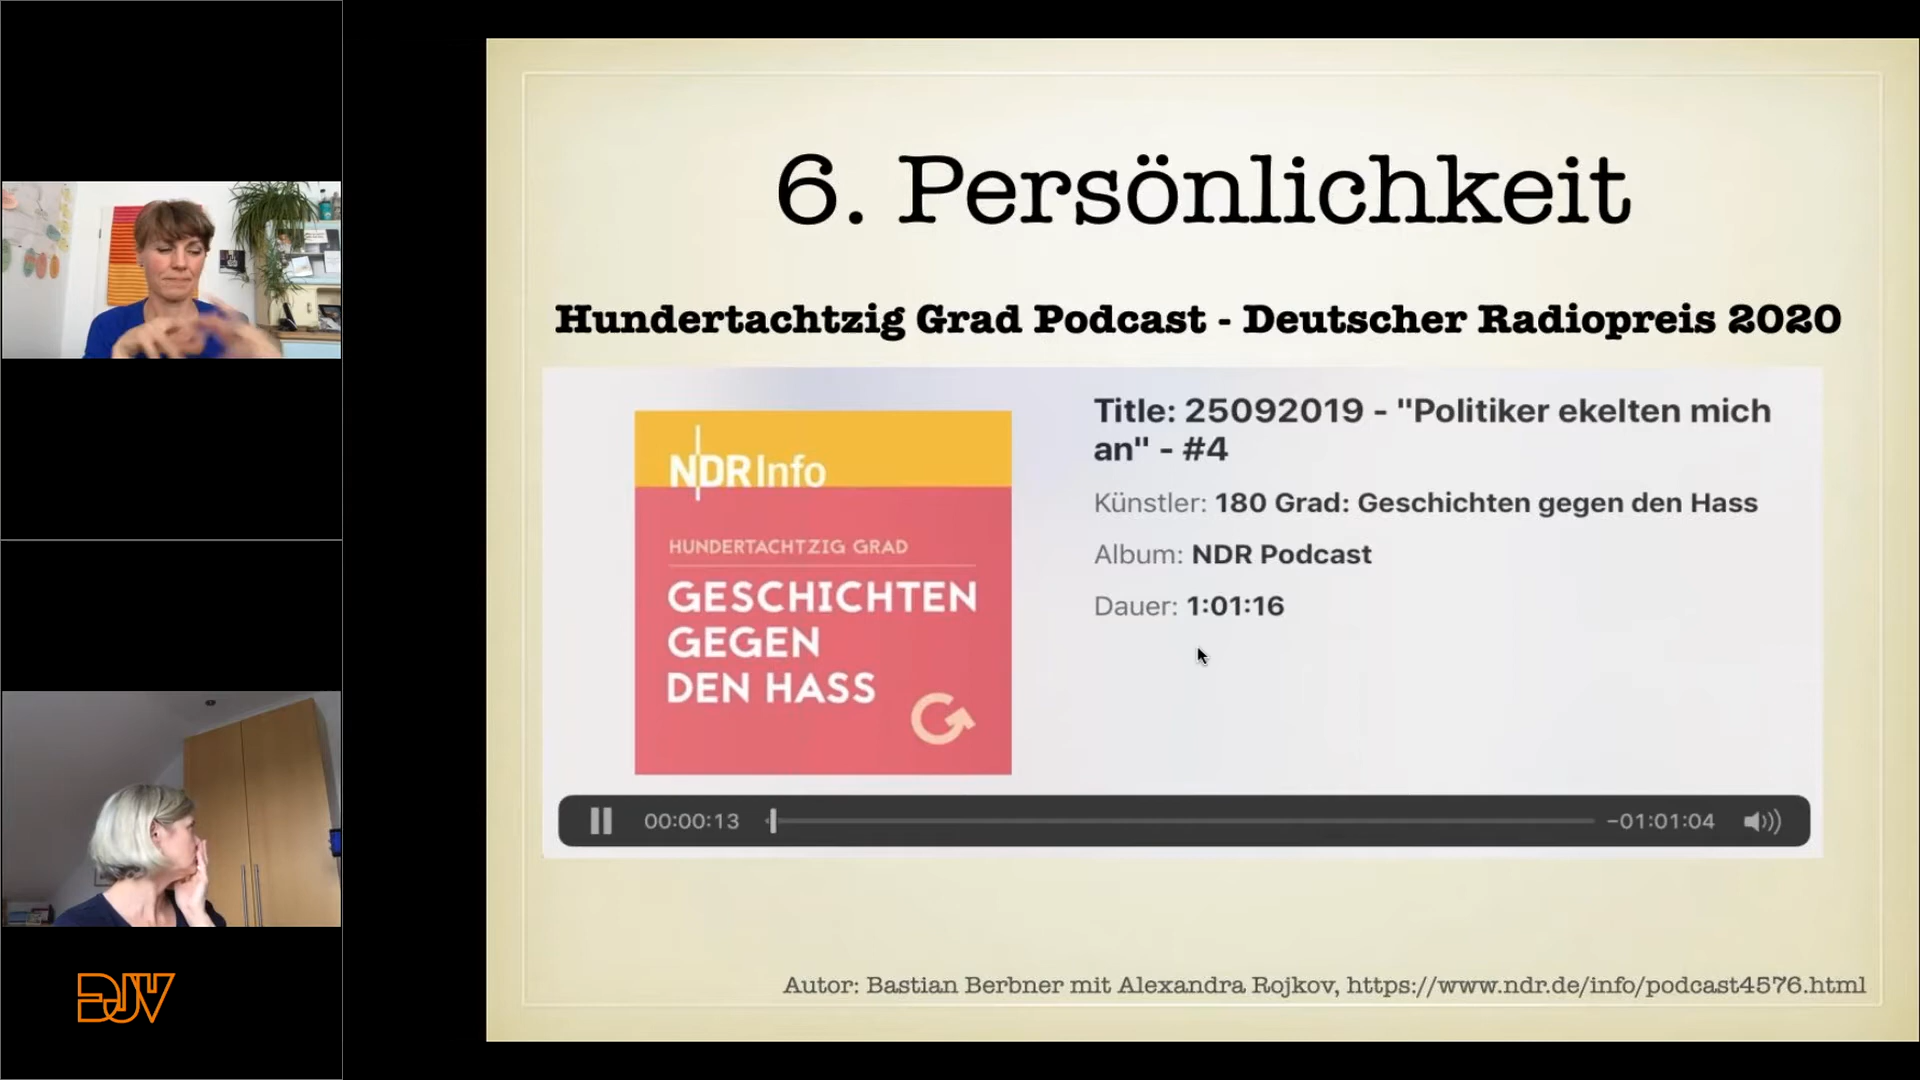 6. Persönlichkeit
Hundertachtzig Grad Podcast - Deutscher Radiopreis 2020
NDR Info
HUNDERTACHTZIG GRAD
GESCHICHTEN
GEGEN
DEN HASS
Title: 25092019 - "Politiker ekelten mich
an" - #4
Künstler: 180 Grad: Geschichten gegen den Hass
Album: NDR Podcast
Dauer: 1:01:16
00:00:13
-01:01:04
Autor: Bastian Berbner mit Alexandra Rojkov, https://www.ndr.de/info/podcast4576.html
DJV